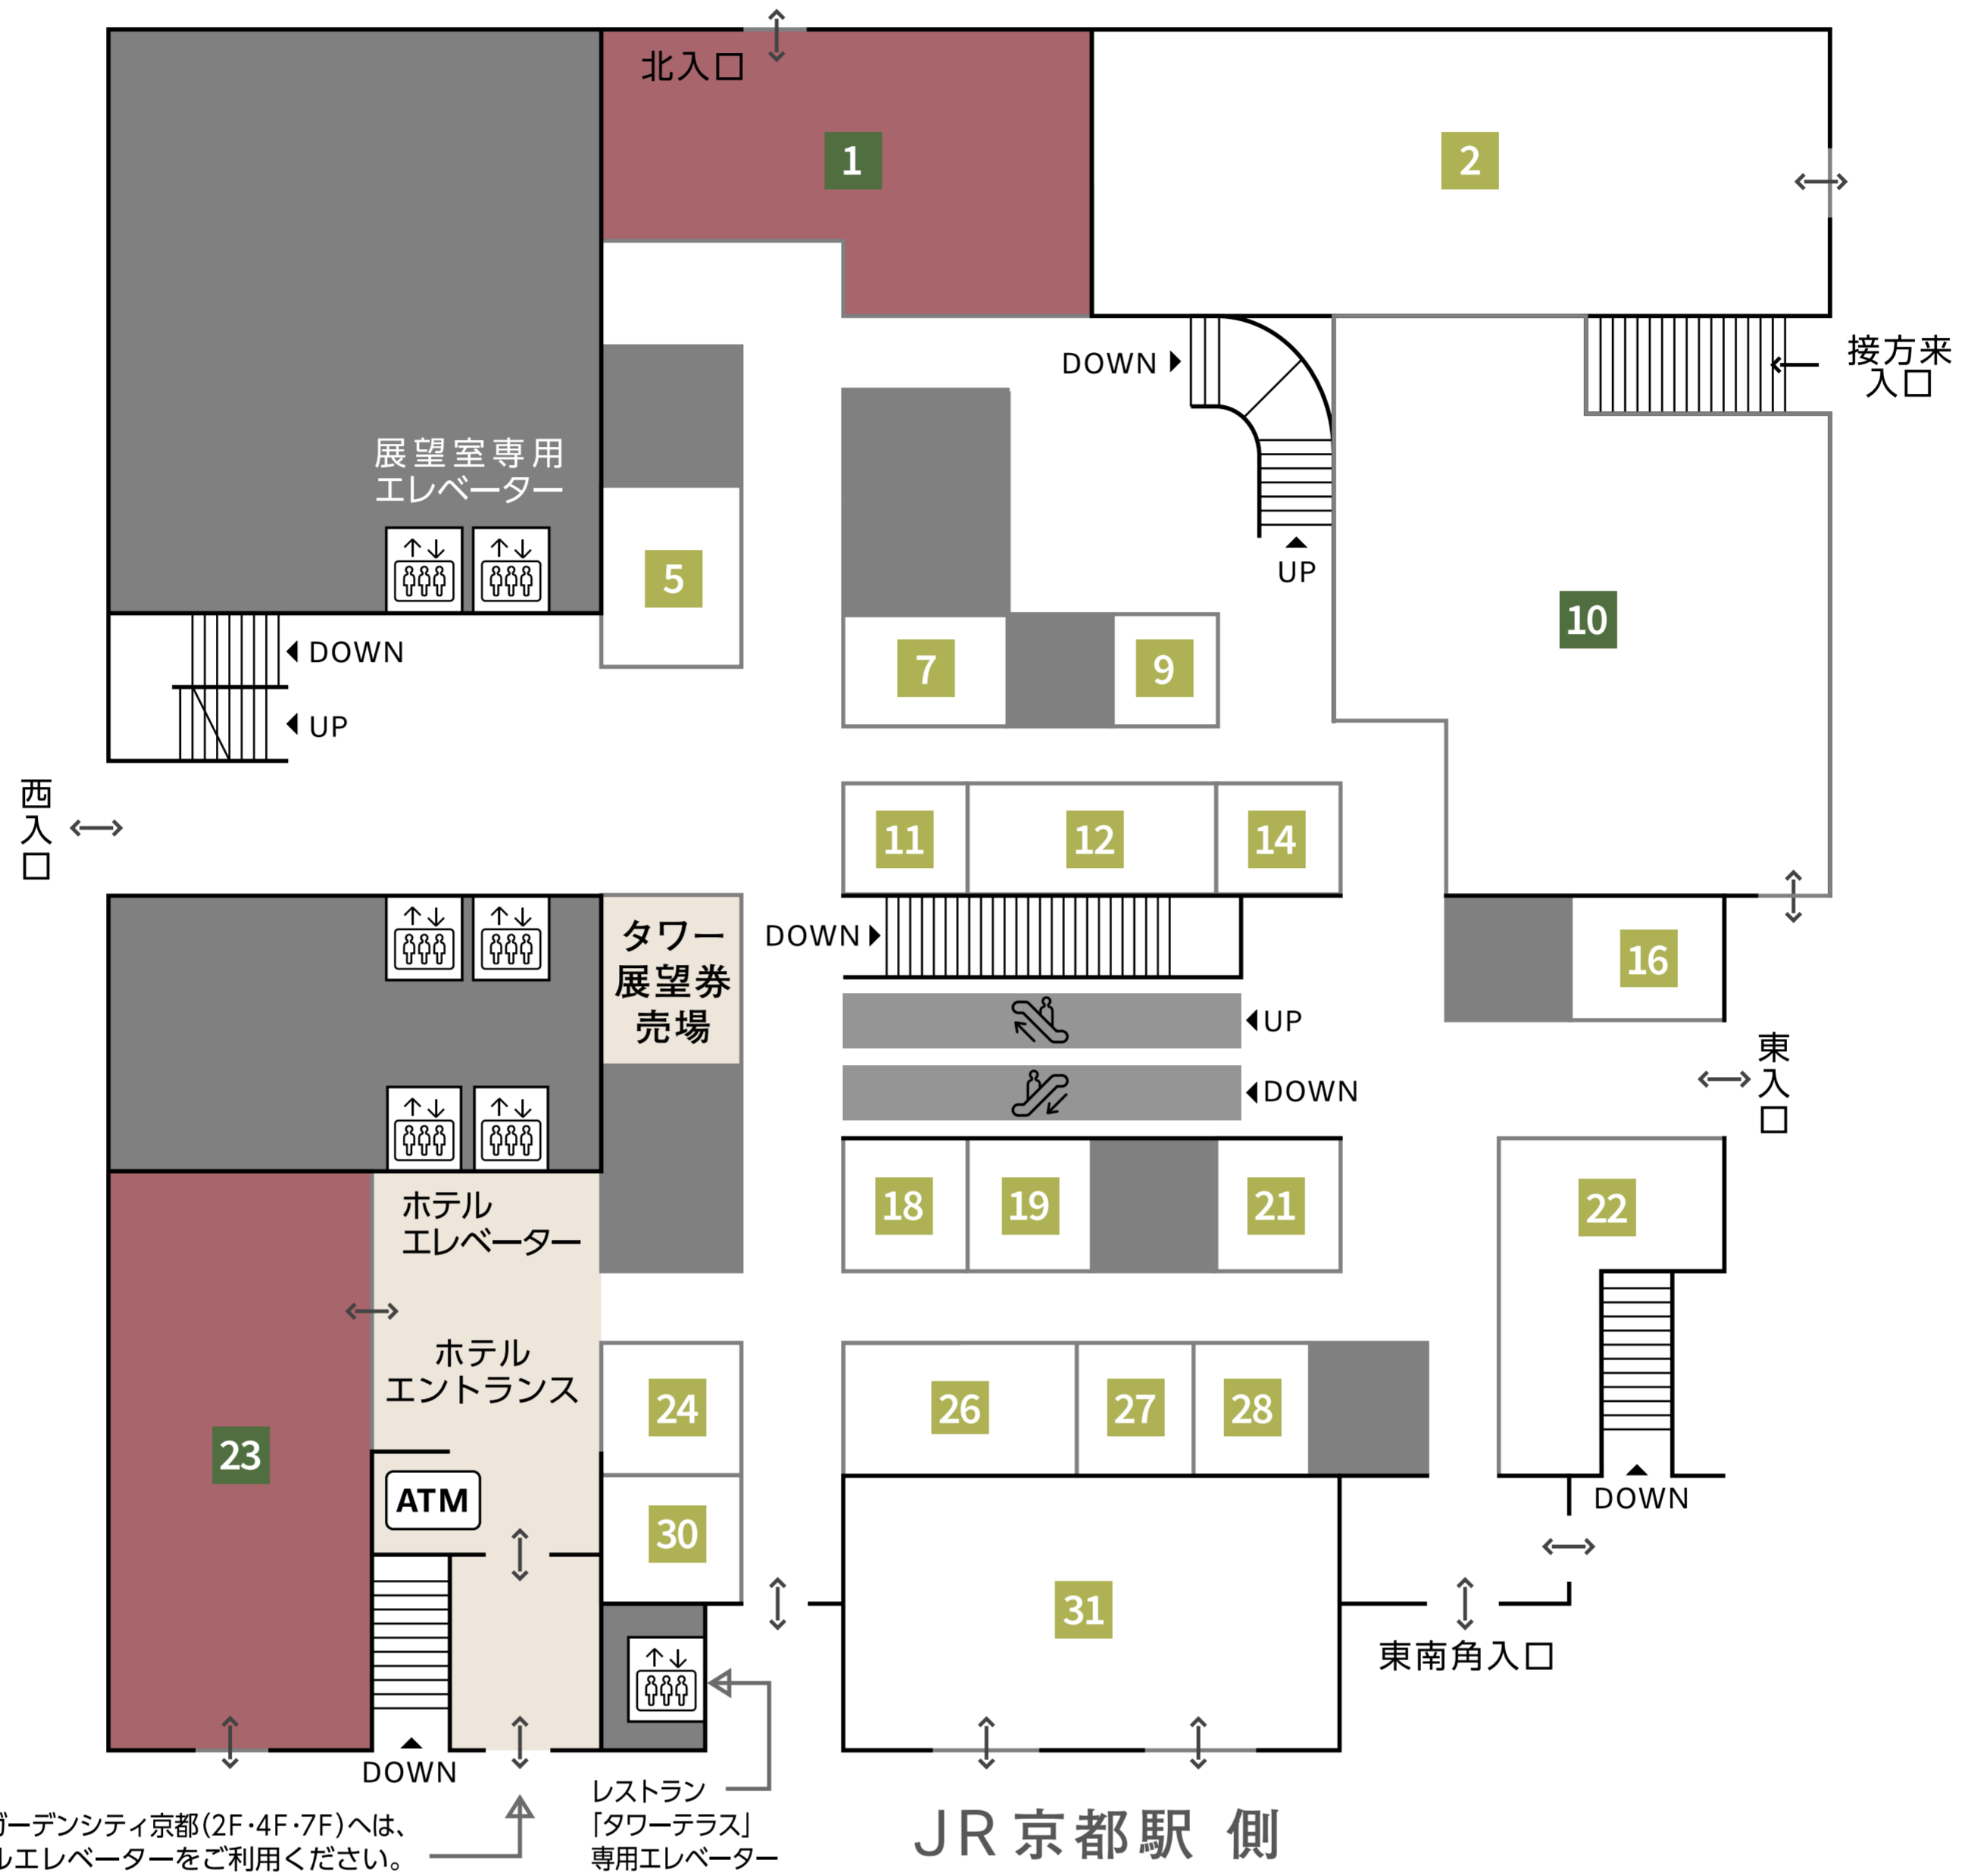 北入口
1
2
接方来
入口
DOWN
UP
展望室専用
エレベーター
5
10
DOWN
UP
7
9
西入口
11
12
14
DOWN
タワー
展望券
売場
16
UP
DOWN
東入口
18
19
21
22
ホテル
エレベーター
ホテル
エントランス
23
24
26
27
28
ATM
30
DOWN
31
東南角入口
DOWN
レストラン
「タワーテラス」
専用エレベーター
JR京都駅 側
ガーデンシティ京都(2F・4F・7F)へは、
レエレベーターをご利用ください。